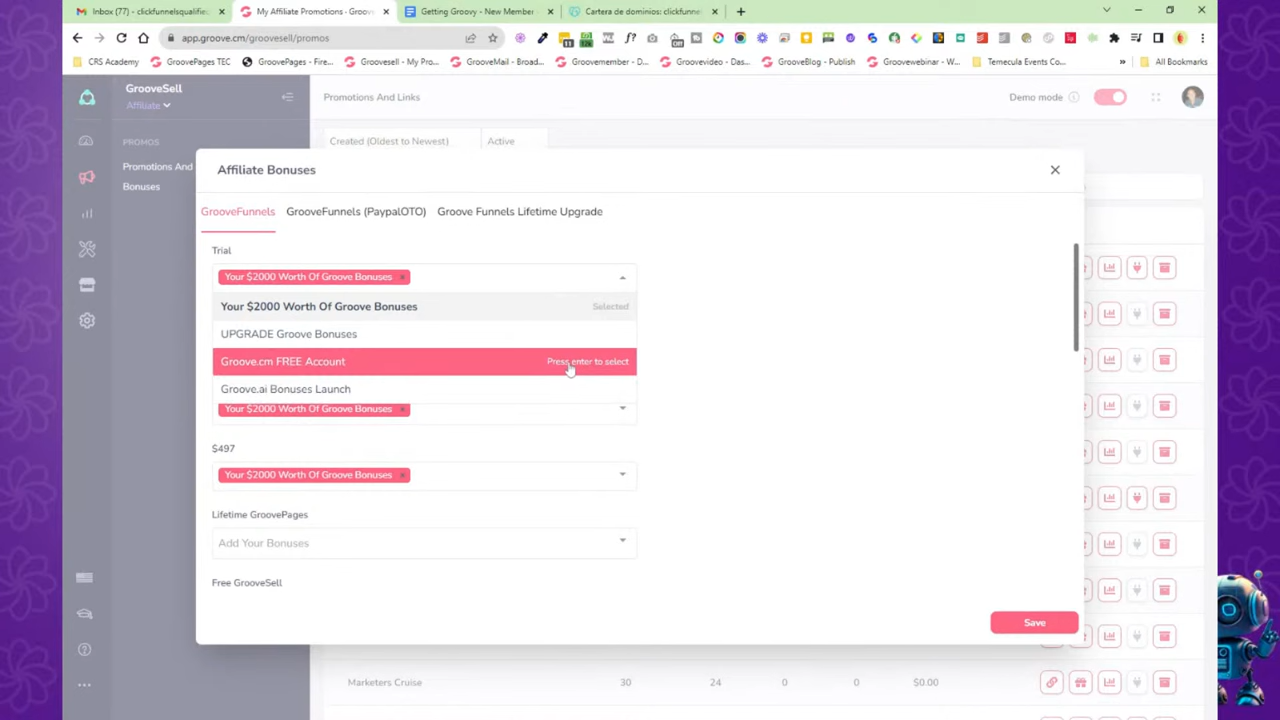 Inbox (77) - clickfunnelsqualifie
My Affiliate Promotions - Groov
Getting Groovy - New Member
Cartera de dominios: clickfunnel
app.groove.cm/groovesell/promos
CRS Academy
GroovePages TEC
GroovePages - Fire...
Groovesell - My Pro...
GrooveMail - Broad...
Groovemember - D...
Groovevideo - Das...
GrooveBlog - Publish
Groovewebinar - W...
Temecula Events Co...
»
All Bookmarks
GrooveSell
Affiliate
Promotions And Links
Demo mode
PROMOS
Promotions And
Bonuses
Created (Oldest to Newest)
Active
Affiliate Bonuses
GrooveFunnels
GrooveFunnels (PaypalOTO)
Groove Funnels Lifetime Upgrade
Trial
Your $2000 Worth Of Groove Bonuses ×
Your $2000 Worth Of Groove Bonuses
Selected
UPGRADE Groove Bonuses
Groove.cm FREE Account
Press enter to select
Groove.ai Bonuses Launch
Your $2000 Worth Of Groove Bonuses ×
$497
Your $2000 Worth Of Groove Bonuses ×
Lifetime GroovePages
Add Your Bonuses
Free GrooveSell
Save
Marketers Cruise 30 24 0 0 $0.00